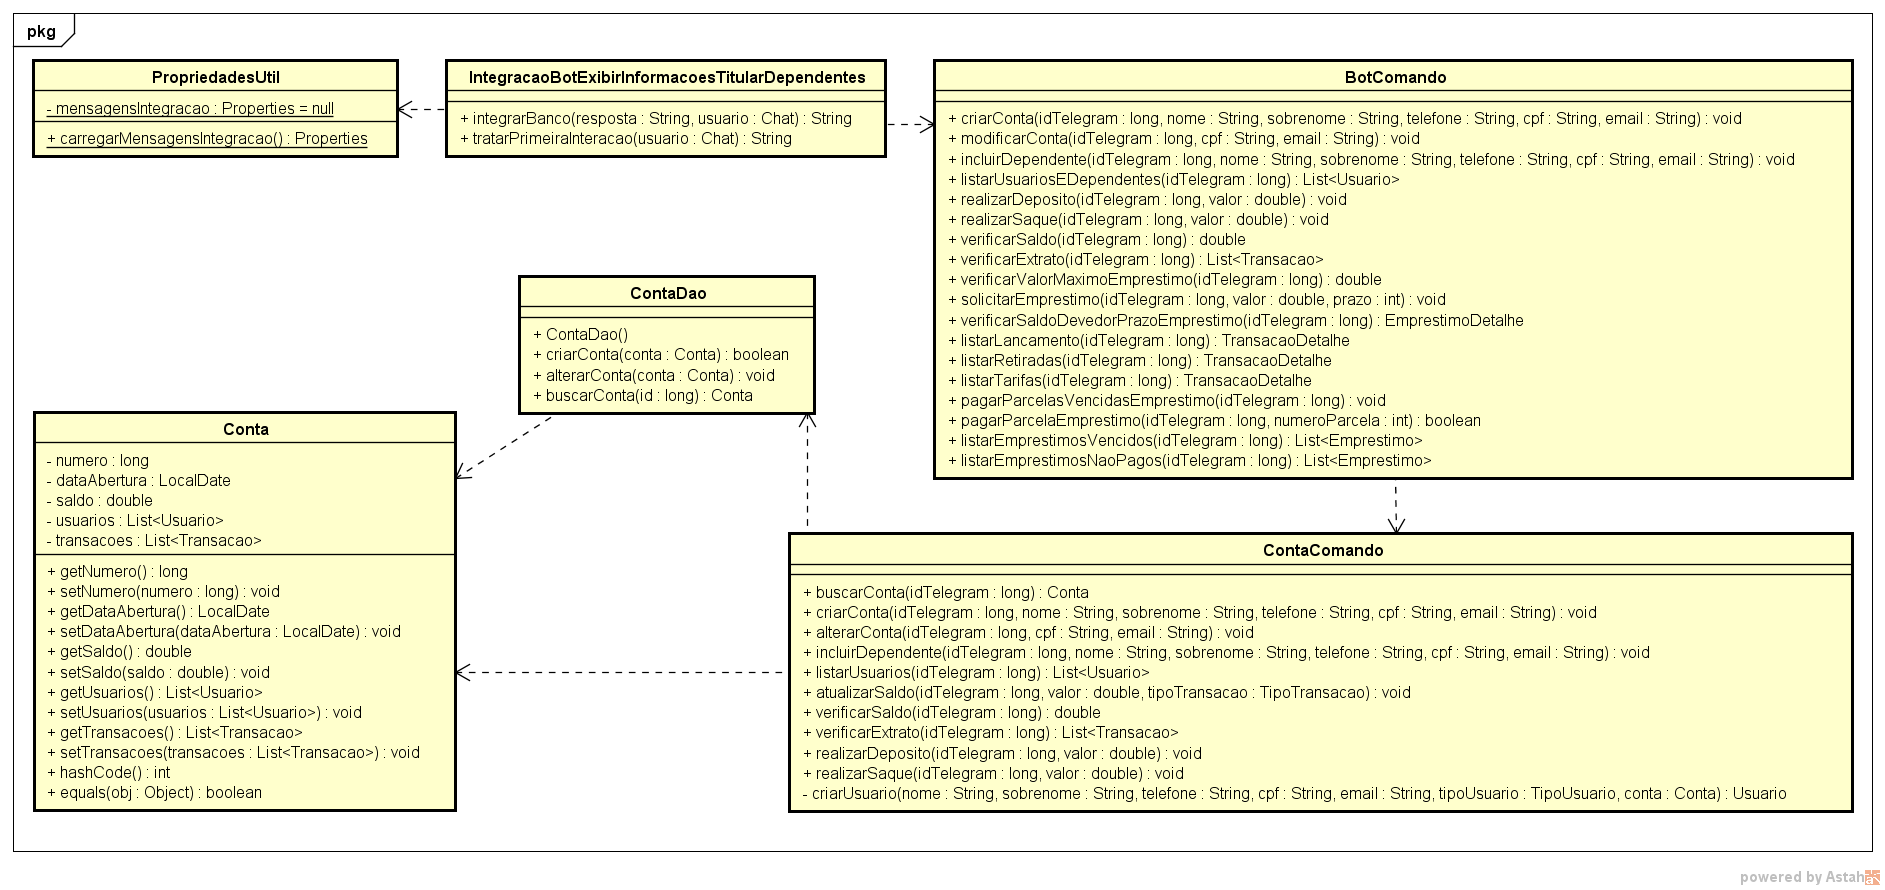 pkg
PropriedadesUtil
- mensagensIntegracao : Properties = null
+ carregarMensagensIntegracao() : Properties
IntegracaoBotExibirInformacoesTitularDependentes
+ integrarBanco(resposta : String, usuario : Chat) : String
+ tratarPrimeiraInteracao(usuario : Chat) : String
BotComando
+ criarConta(idTelegram : long, nome : String, sobrenome : String, telefone : String, cpf : String, email : String) : void
+ modificarConta(idTelegram : long, cpf : String, email : String) : void
+ incluirDependente(idTelegram : long, nome : String, sobrenome : String, telefone : String, cpf : String, email : String) : void
+ listarUsuariosEDependentes(idTelegram : long) : List<Usuario>
+ realizarDeposito(idTelegram : long, valor : double) : void
+ realizarSaque(idTelegram : long, valor : double) : void
+ verificarSaldo(idTelegram : long) : double
+ verificarExtrato(idTelegram : long) : List<Transacao>
+ verificarValorMaximoEmprestimo(idTelegram : long) : double
+ solicitarEmprestimo(idTelegram : long, valor : double, prazo : int) : void
+ verificarSaldoDevedorPrazoEmprestimo(idTelegram : long) : EmprestimoDetalhe
+ listarLancamento(idTelegram : long) : TransacaoDetalhe
+ listarRetiradas(idTelegram : long) : TransacaoDetalhe
+ listarTarifas(idTelegram : long) : TransacaoDetalhe
+ pagarParcelasVencidasEmprestimo(idTelegram : long) : void
+ pagarParcelaEmprestimo(idTelegram : long, numeroParcela : int) : boolean
+ listarEmprestimosVencidos(idTelegram : long) : List<Emprestimo>
+ listarEmprestimosNaoPagos(idTelegram : long) : List<Emprestimo>
ContaDao
+ ContaDao()
+ criarConta(conta : Conta) : boolean
+ alterarConta(conta : Conta) : void
+ buscarConta(id : long) : Conta
Conta
- numero : long
- dataAbertura : LocalDate
- saldo : double
- usuarios : List<Usuario>
- transacoes : List<Transacao>
+ getNumero() : long
+ setNumero(numero : long) : void
+ getDataAbertura() : LocalDate
+ setDataAbertura(dataAbertura : LocalDate) : void
+ getSaldo() : double
+ setSaldo(saldo : double) : void
+ getUsuarios() : List<Usuario>
+ setUsuarios(usuarios : List<Usuario>) : void
+ getTransacoes() : List<Transacao>
+ setTransacoes(transacoes : List<Transacao>) : void
+ hashCode() : int
+ equals(obj : Object) : boolean
ContaComando
+ buscarConta(idTelegram : long) : Conta
+ criarConta(idTelegram : long, nome : String, sobrenome : String, telefone : String, cpf : String, email : String) : void
+ alterarConta(idTelegram : long, cpf : String, email : String) : void
+ incluirDependente(idTelegram : long, nome : String, sobrenome : String, telefone : String, cpf : String, email : String) : void
+ listarUsuarios(idTelegram : long) : List<Usuario>
+ atualizarSaldo(idTelegram : long, valor : double, tipoTransacao : TipoTransacao) : void
+ verificarSaldo(idTelegram : long) : double
+ verificarExtrato(idTelegram : long) : List<Transacao>
+ realizarDeposito(idTelegram : long, valor : double) : void
+ realizarSaque(idTelegram : long, valor : double) : void
- criarUsuario(nome : String, sobrenome : String, telefone : String, cpf : String, email : String, tipoUsuario : TipoUsuario, conta : Conta) : Usuario
powered by Astah